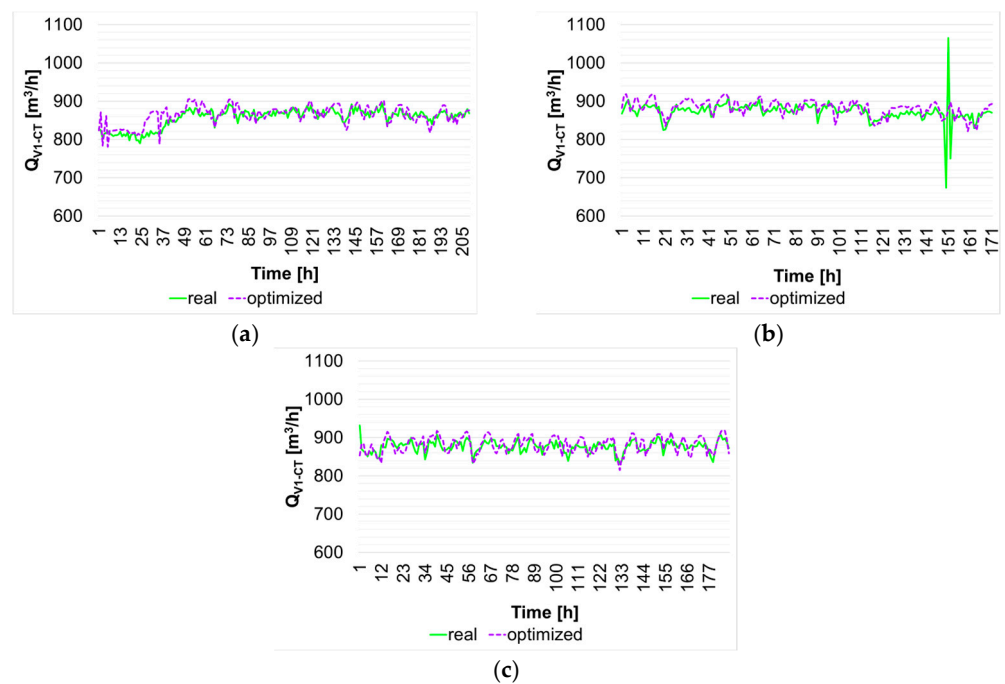 1100
1000
900
800
700
600
Q_V1-CT [m³/h]
1 13 25 37 49 61 73 85 97 109 121 133 145 157 169 181 193 205
Time [h]
real optimized
(a)
1100
1000
900
800
700
600
Q_V1-CT [m³/h]
1 11 21 31 41 51 61 71 81 91 101 111 121 131 141 151 161 171
Time [h]
real optimized
(b)
1100
1000
900
800
700
600
Q_V1-CT [m³/h]
1 12 23 34 45 56 67 78 89 100 111 122 133 144 155 166 177
Time [h]
real optimized
(c)